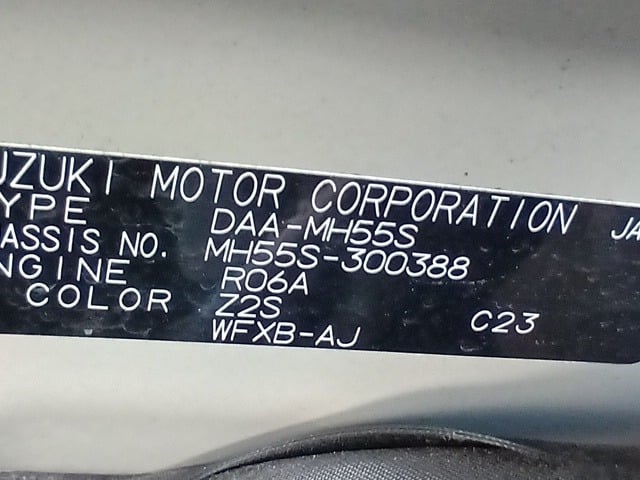 UZUKI MOTOR CORPORATION JA
YPE DAA-MH55S
ASSIS NO. MH55S-300388
NGINE R06A
COLOR Z2S
WFXB-AJ C23